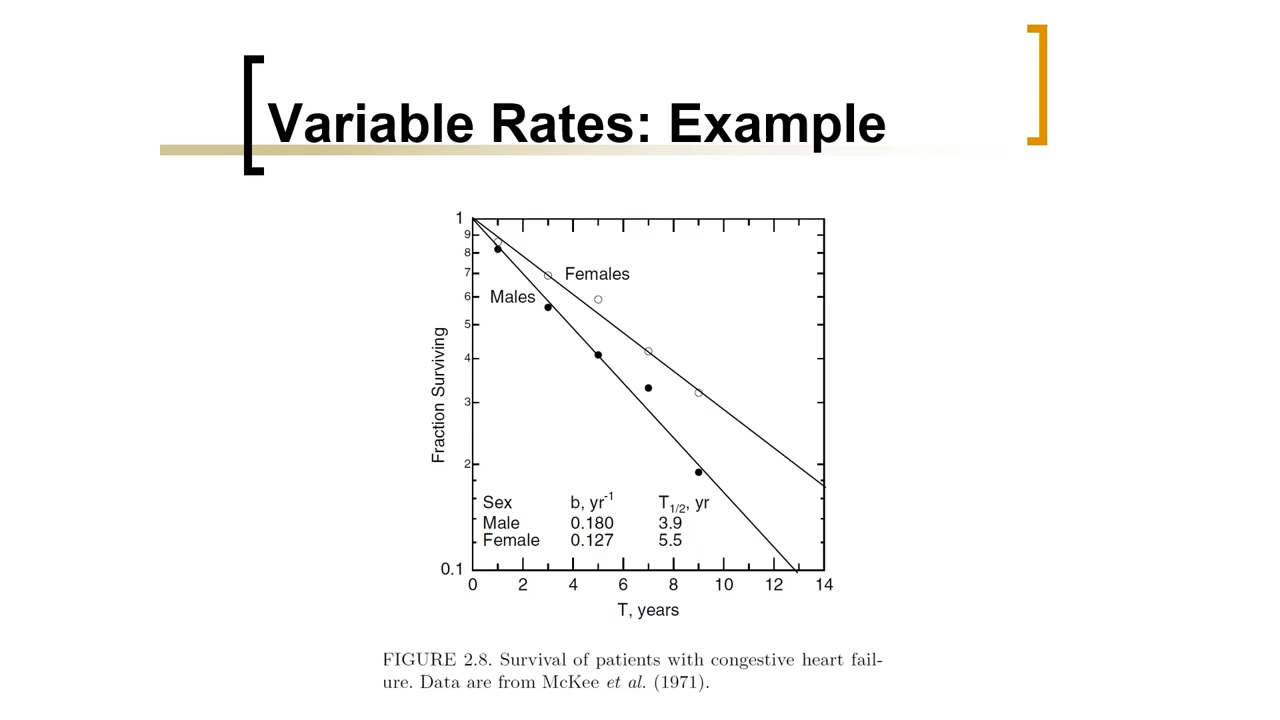 Variable Rates: Example
1
9
8
7
6
5
4
3
2
0.1
Fraction Surviving
Females
Males
Sex b, yr-1 T1/2, yr
Male 0.180 3.9
Female 0.127 5.5
0 2 4 6 8 10 12 14
T, years
FIGURE 2.8. Survival of patients with congestive heart fail-
ure. Data are from McKee et al. (1971).